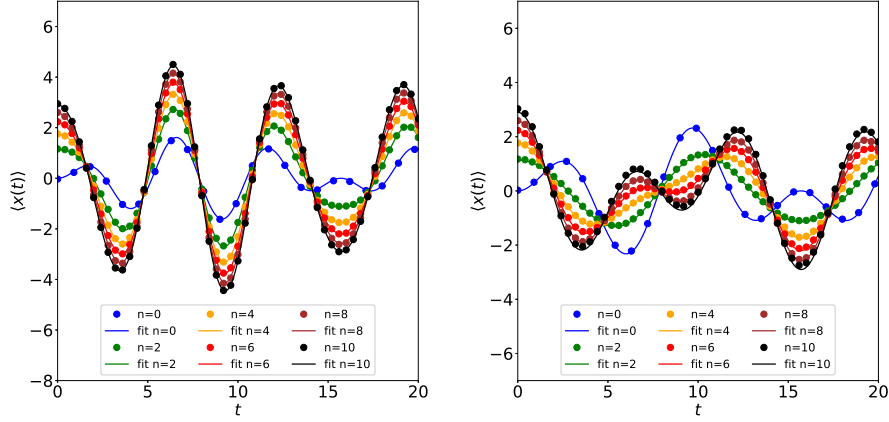 6
4
2
0
−2
−4
−6
−8
⟨x(t)⟩
0
5
10
15
20
t
n=0
fit n=0
n=2
fit n=2
n=4
fit n=4
n=6
fit n=6
n=8
fit n=8
n=10
fit n=10
6
4
2
0
−2
−4
−6
⟨x(t)⟩
0
5
10
15
20
t
n=0
fit n=0
n=2
fit n=2
n=4
fit n=4
n=6
fit n=6
n=8
fit n=8
n=10
fit n=10